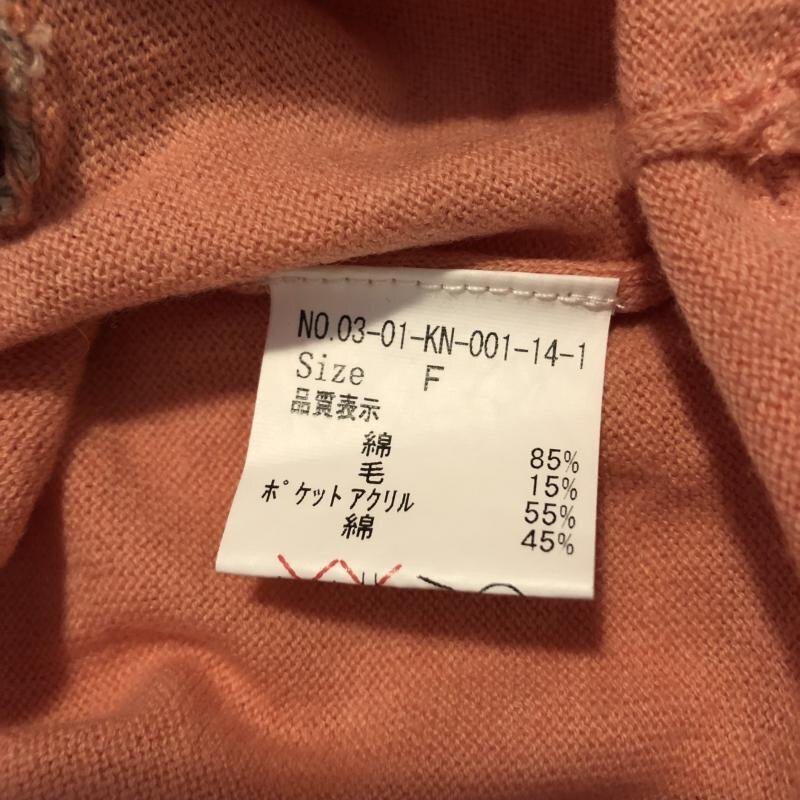 NO.03-01-KN-001-14-1
Size F
品質表示
綿 85%
毛 15%
ポケットアクリル 55%
綿 45%